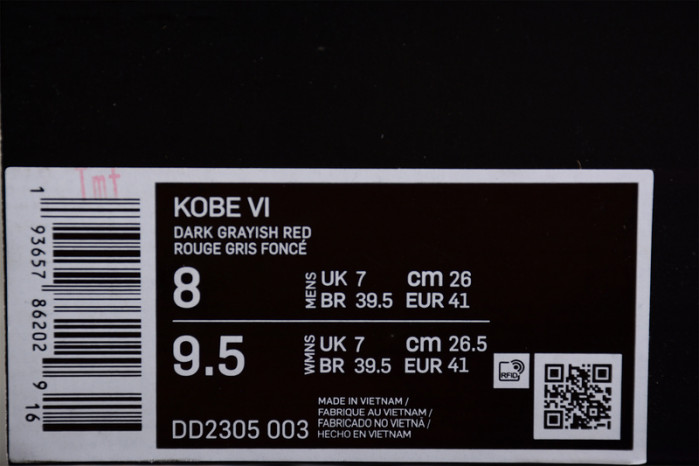 1mt
1 93657 86202 9 16
KOBE VI
DARK GRAYISH RED
ROUGE GRIS FONCÉ
8 MENS UK 7 cm 26
BR 39.5 EUR 41
9.5 WMNS UK 7 cm 26.5
BR 39.5 EUR 41
RFID
DD2305 003
MADE IN VIETNAM /
FABRIQUE AU VIETNAM /
FABRICADO NO VIETNÃ /
HECHO EN VIETNAM